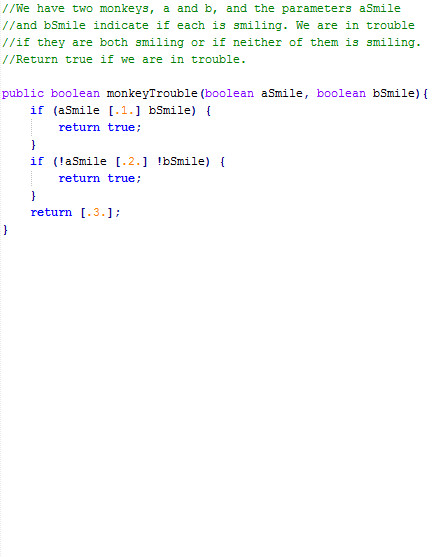 //We have two monkeys, a and b, and the parameters aSmile
//and bSmile indicate if each is smiling. We are in trouble
//if they are both smiling or if neither of them is smiling.
//Return true if we are in trouble.
public boolean monkeyTrouble(boolean aSmile, boolean bSmile){
    if (aSmile [.1.] bSmile) {
        return true;
    }
    if (!aSmile [.2.] !bSmile) {
        return true;
    }
    return [.3.];
}